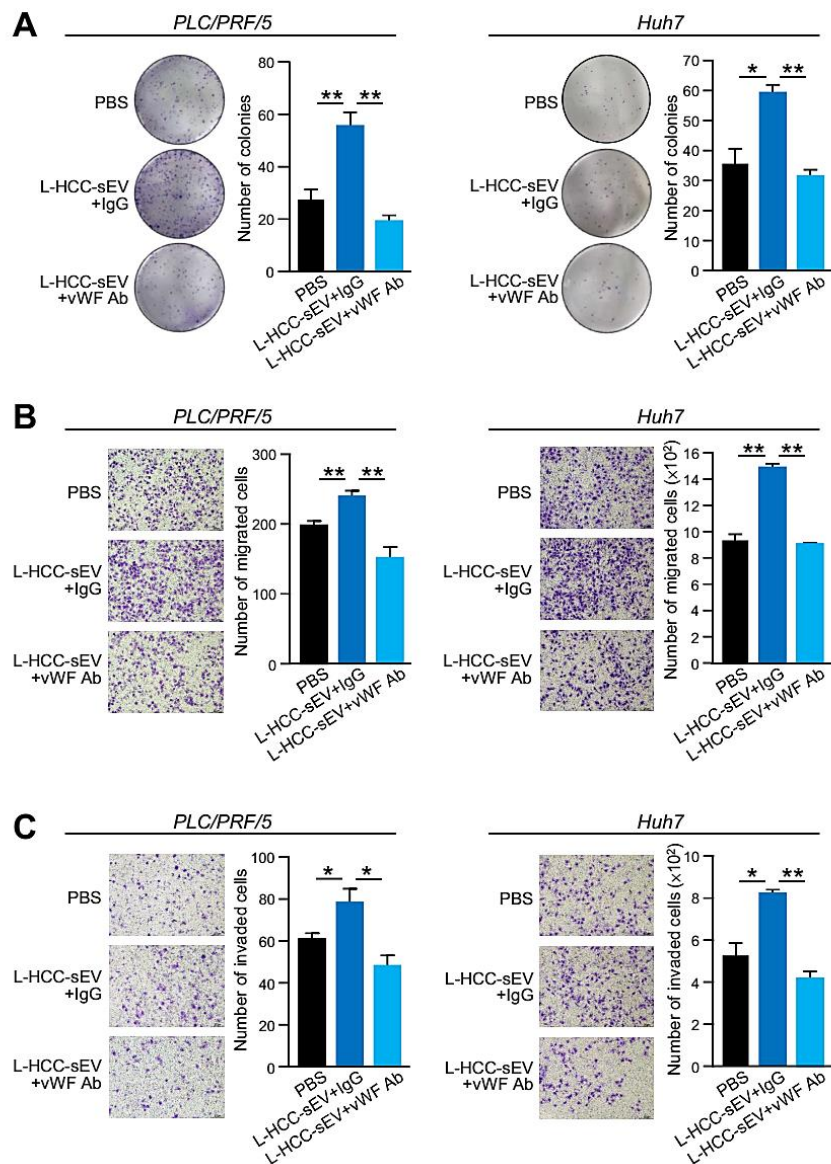 A
PLC/PRF/5
PBS
L-HCC-sEV
+IgG
L-HCC-sEV
+vWF Ab
Number of colonies
80
60
40
20
0
**
**
PBS
L-HCC-sEV+IgG
L-HCC-sEV+vWF Ab
Huh7
PBS
L-HCC-sEV
+IgG
L-HCC-sEV
+vWF Ab
Number of colonies
70
60
50
40
30
20
10
0
*
**
PBS
L-HCC-sEV+IgG
L-HCC-sEV+vWF Ab
B
PLC/PRF/5
PBS
L-HCC-sEV
+IgG
L-HCC-sEV
+vWF Ab
Number of migrated cells
300
200
100
0
**
**
PBS
L-HCC-sEV+IgG
L-HCC-sEV+vWF Ab
Huh7
PBS
L-HCC-sEV
+IgG
L-HCC-sEV
+vWF Ab
Number of migrated cells (×10²)
16
14
12
10
8
6
4
2
0
**
**
PBS
L-HCC-sEV+IgG
L-HCC-sEV+vWF Ab
C
PLC/PRF/5
PBS
L-HCC-sEV
+IgG
L-HCC-sEV
+vWF Ab
Number of invaded cells
100
80
60
40
20
0
*
*
PBS
L-HCC-sEV+IgG
L-HCC-sEV+vWF Ab
Huh7
PBS
L-HCC-sEV
+IgG
L-HCC-sEV
+vWF Ab
Number of invaded cells (×10²)
10
8
6
4
2
0
*
**
PBS
L-HCC-sEV+IgG
L-HCC-sEV+vWF Ab